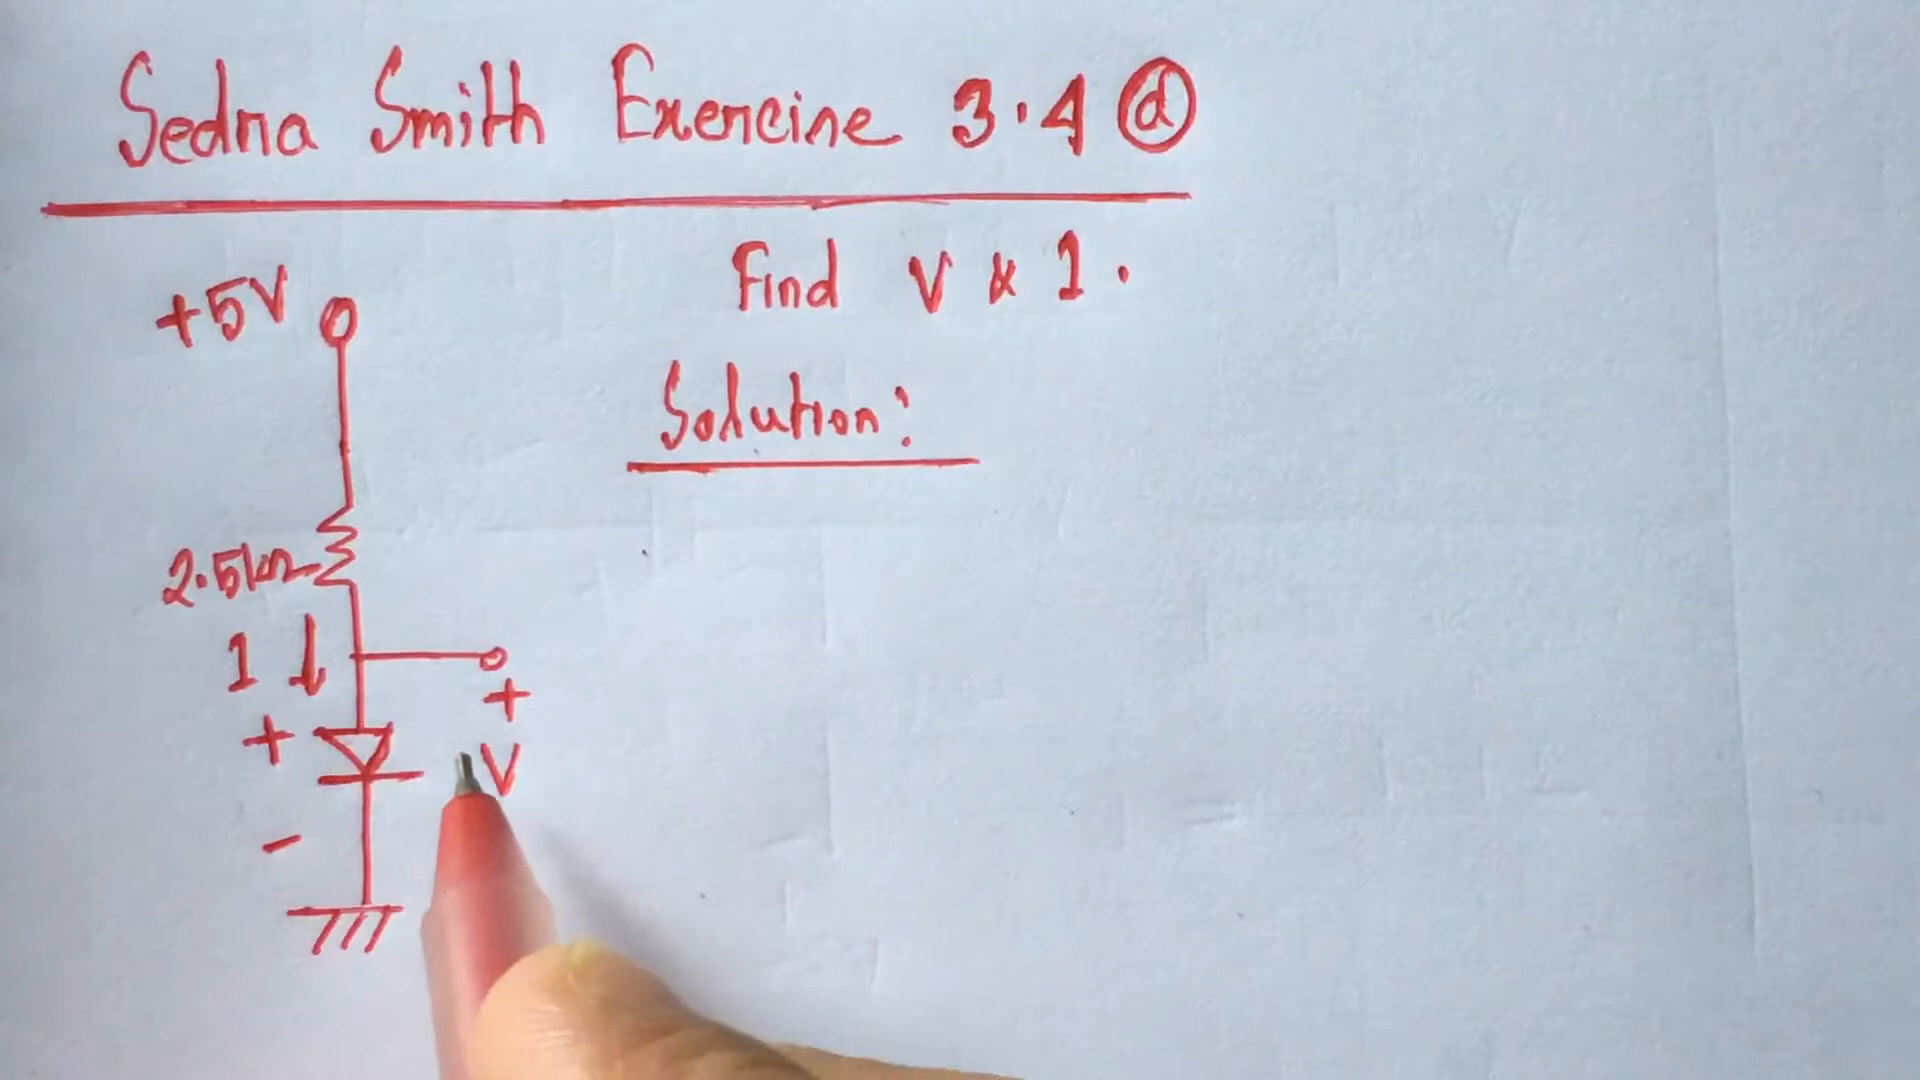 Sedra Smith Exercise 3.4 ⓓ
Find V & I.
+5V
Solution:
2.5kΩ
I ↓
+
+
V
-